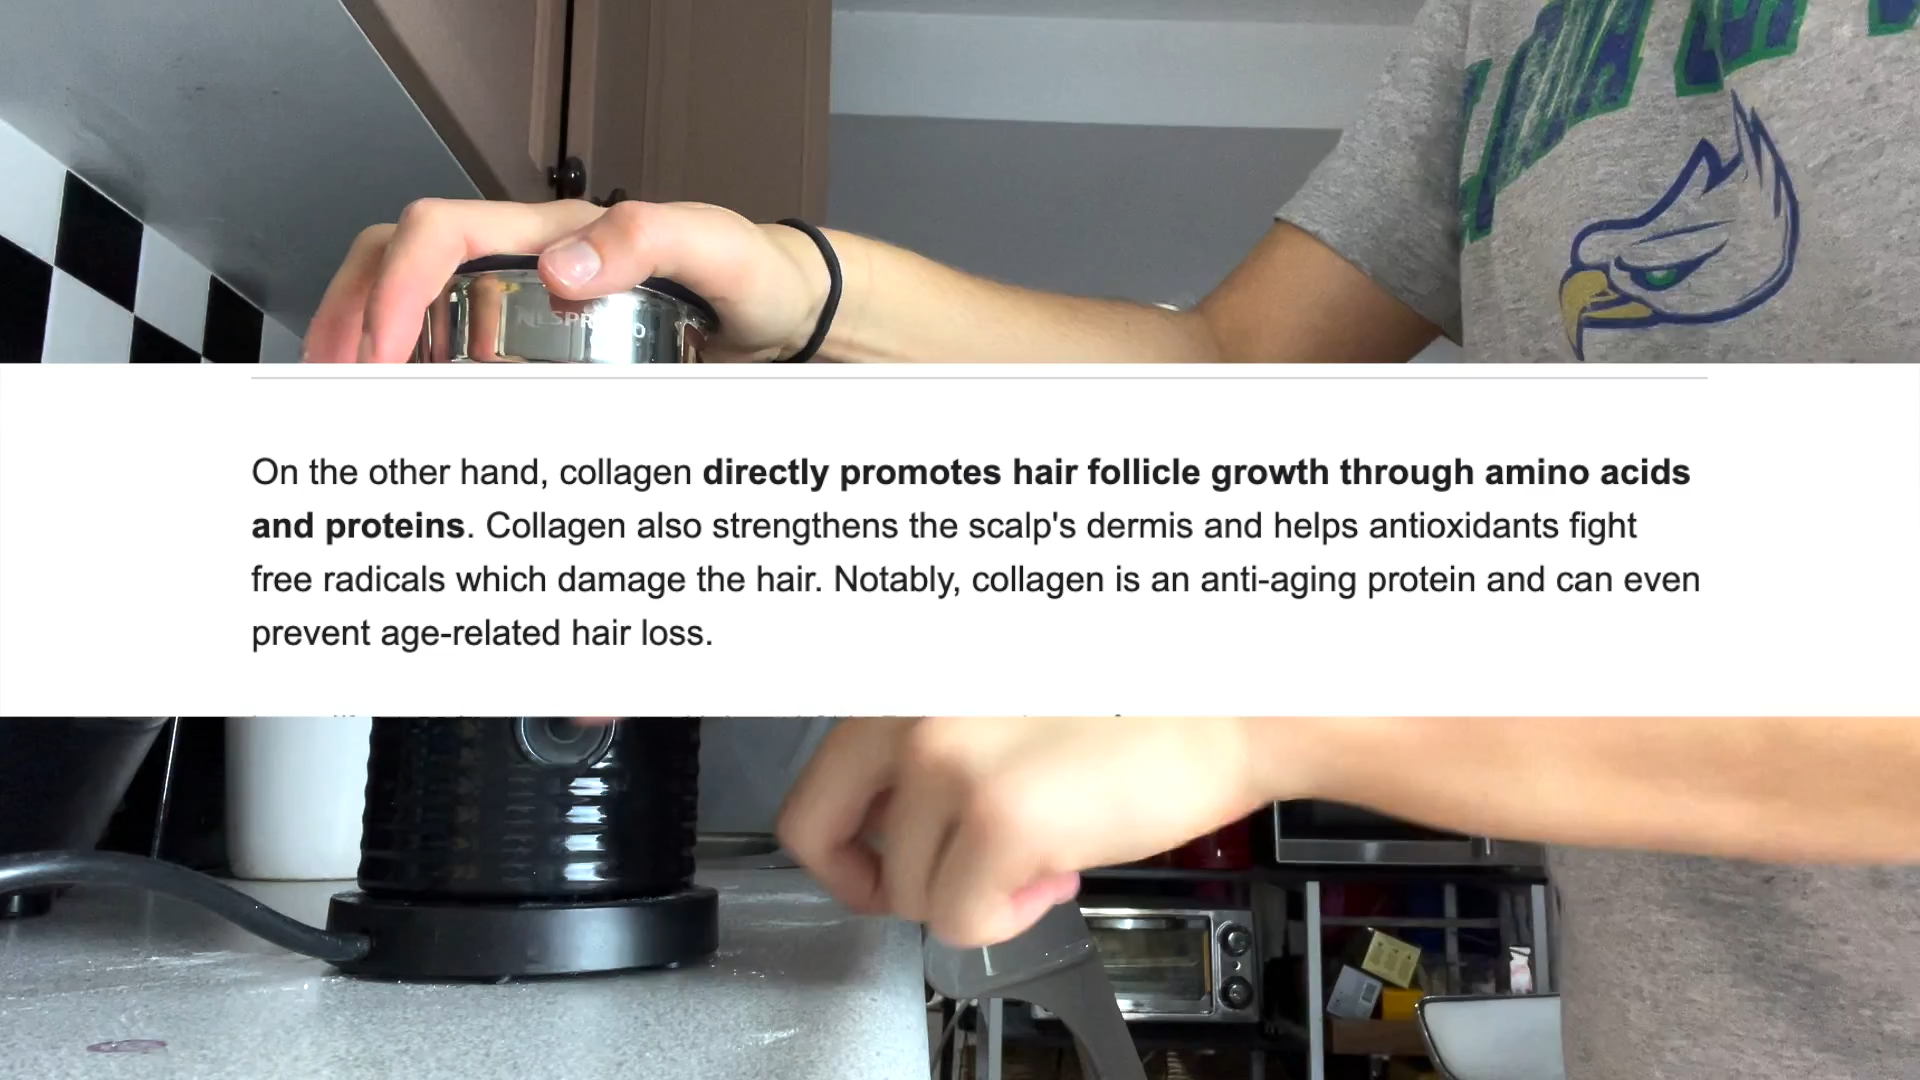 On the other hand, collagen directly promotes hair follicle growth through amino acids
and proteins. Collagen also strengthens the scalp's dermis and helps antioxidants fight
free radicals which damage the hair. Notably, collagen is an anti-aging protein and can even
prevent age-related hair loss.